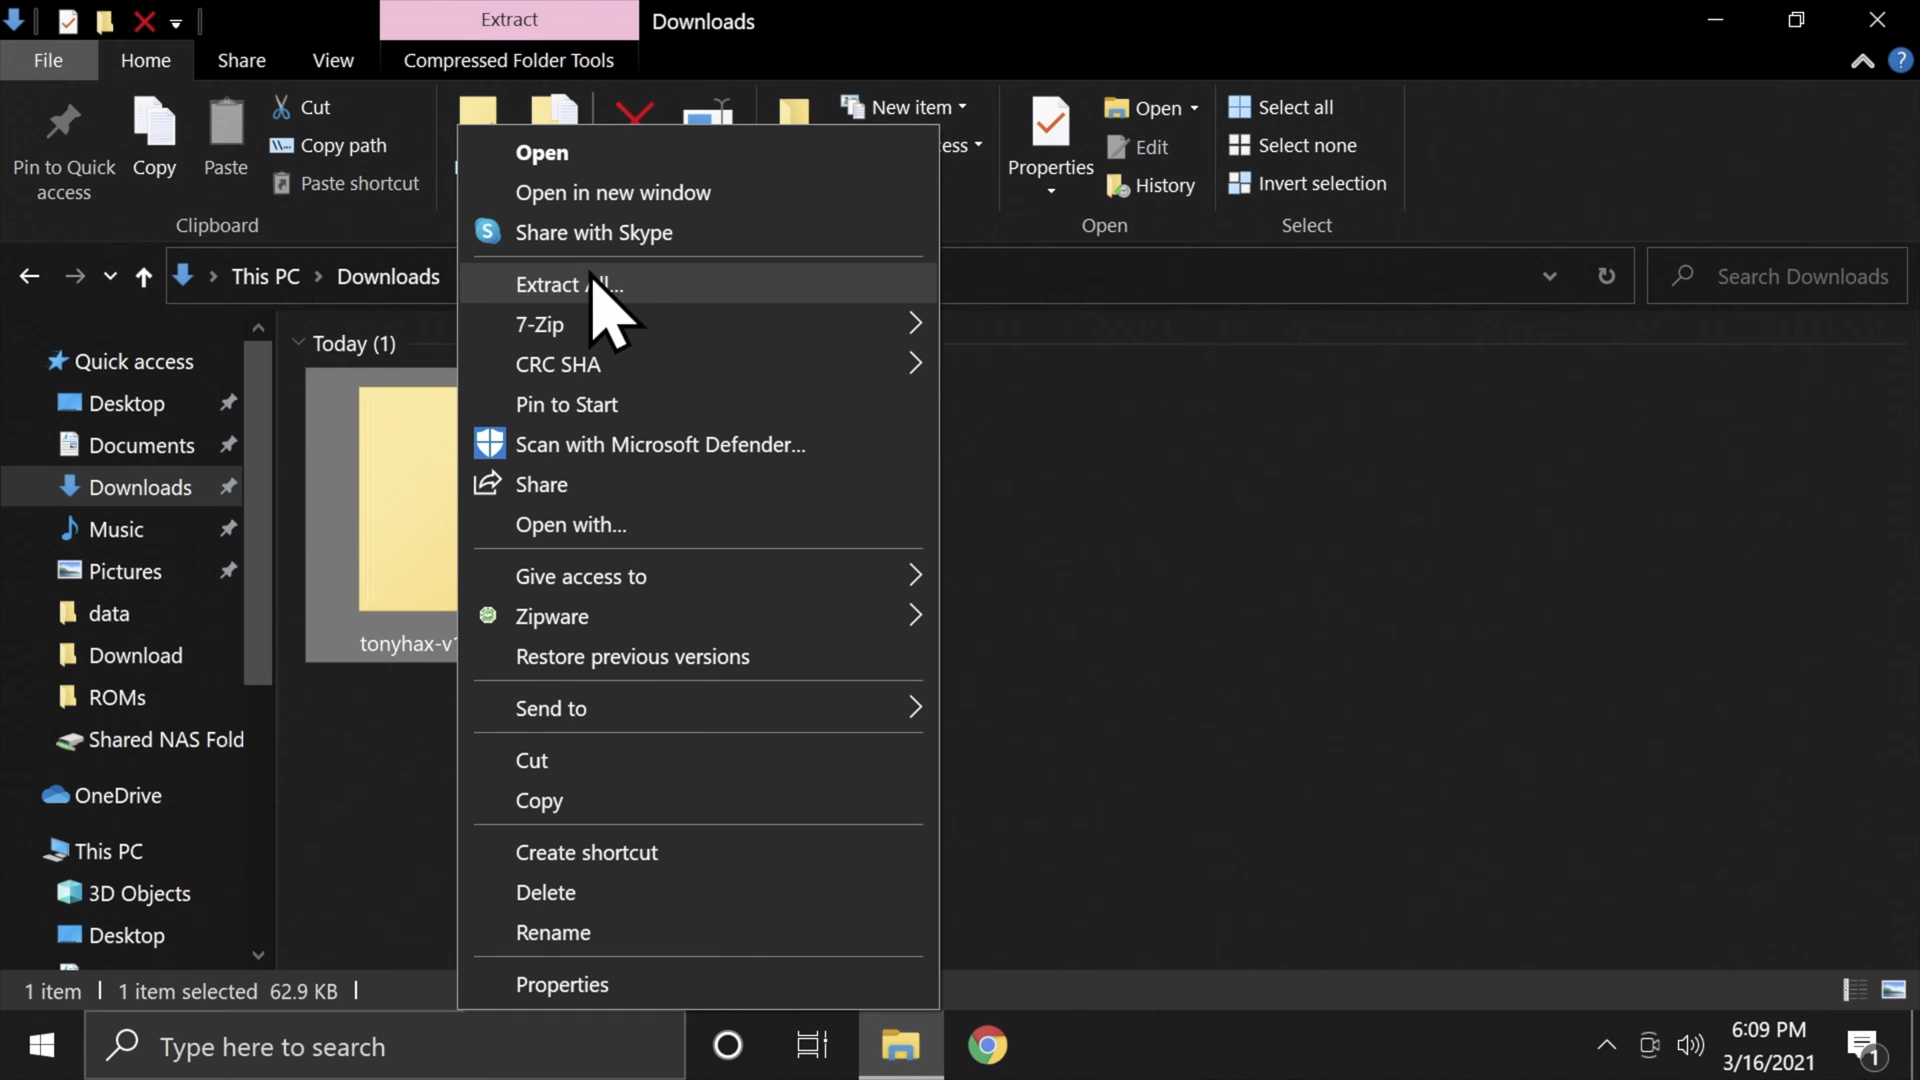 Extract
Downloads
File
Home
Share
View
Compressed Folder Tools
Pin to Quick
access
Copy
Paste
Cut
Copy path
Paste shortcut
Clipboard
New item
ess
Properties
Open
Edit
History
Open
Select all
Select none
Invert selection
Select
This PC
Downloads
Search Downloads
Quick access
Desktop
Documents
Downloads
Music
Pictures
data
Download
ROMs
Shared NAS Fold
OneDrive
This PC
3D Objects
Desktop
Today (1)
tonyhax-v1
Open
Open in new window
Share with Skype
Extract All...
7-Zip
CRC SHA
Pin to Start
Scan with Microsoft Defender...
Share
Open with...
Give access to
Zipware
Restore previous versions
Send to
Cut
Copy
Create shortcut
Delete
Rename
Properties
1 item
1 item selected 62.9 KB
Type here to search
6:09 PM
3/16/2021
1